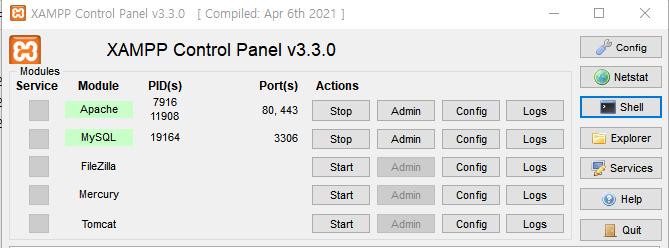 XAMPP Control Panel v3.3.0 [ Compiled: Apr 6th 2021 ]
XAMPP Control Panel v3.3.0
Config
Modules
Service Module PID(s) Port(s) Actions
Netstat
Apache 7916 11908 80, 443 Stop Admin Config Logs
Shell
MySQL 19164 3306 Stop Admin Config Logs
Explorer
FileZilla Start Admin Config Logs
Services
Mercury Start Admin Config Logs
Help
Tomcat Start Admin Config Logs
Quit